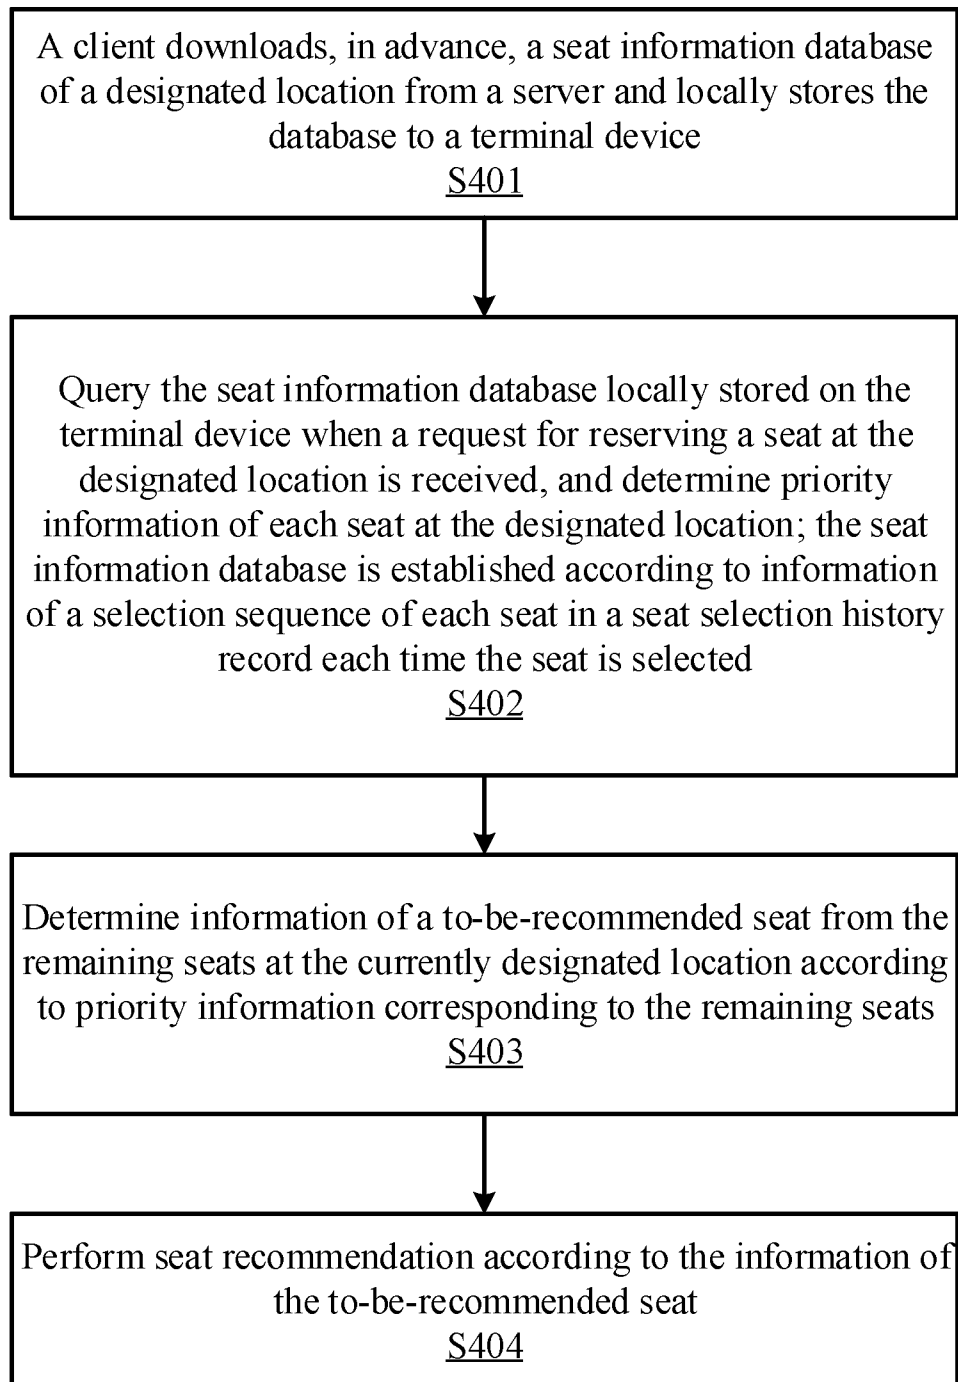 A client downloads, in advance, a seat information database
of a designated location from a server and locally stores the
database to a terminal device
S401
Query the seat information database locally stored on the
terminal device when a request for reserving a seat at the
designated location is received, and determine priority
information of each seat at the designated location; the seat
information database is established according to information
of a selection sequence of each seat in a seat selection history
record each time the seat is selected
S402
Determine information of a to-be-recommended seat from the
remaining seats at the currently designated location according
to priority information corresponding to the remaining seats
S403
Perform seat recommendation according to the information of
the to-be-recommended seat
S404